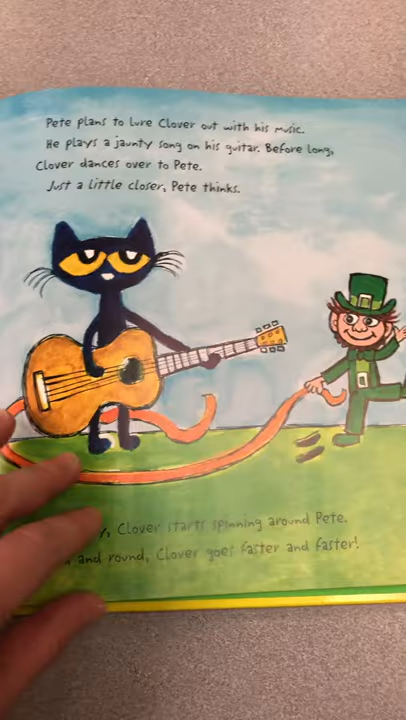 Pete plans to lure Clover out with his music.
He plays a jaunty song on his guitar. Before long,
Clover dances over to Pete.
Just a little closer, Pete thinks.
Clover starts spinning around Pete.
and round, Clover goes faster and faster!